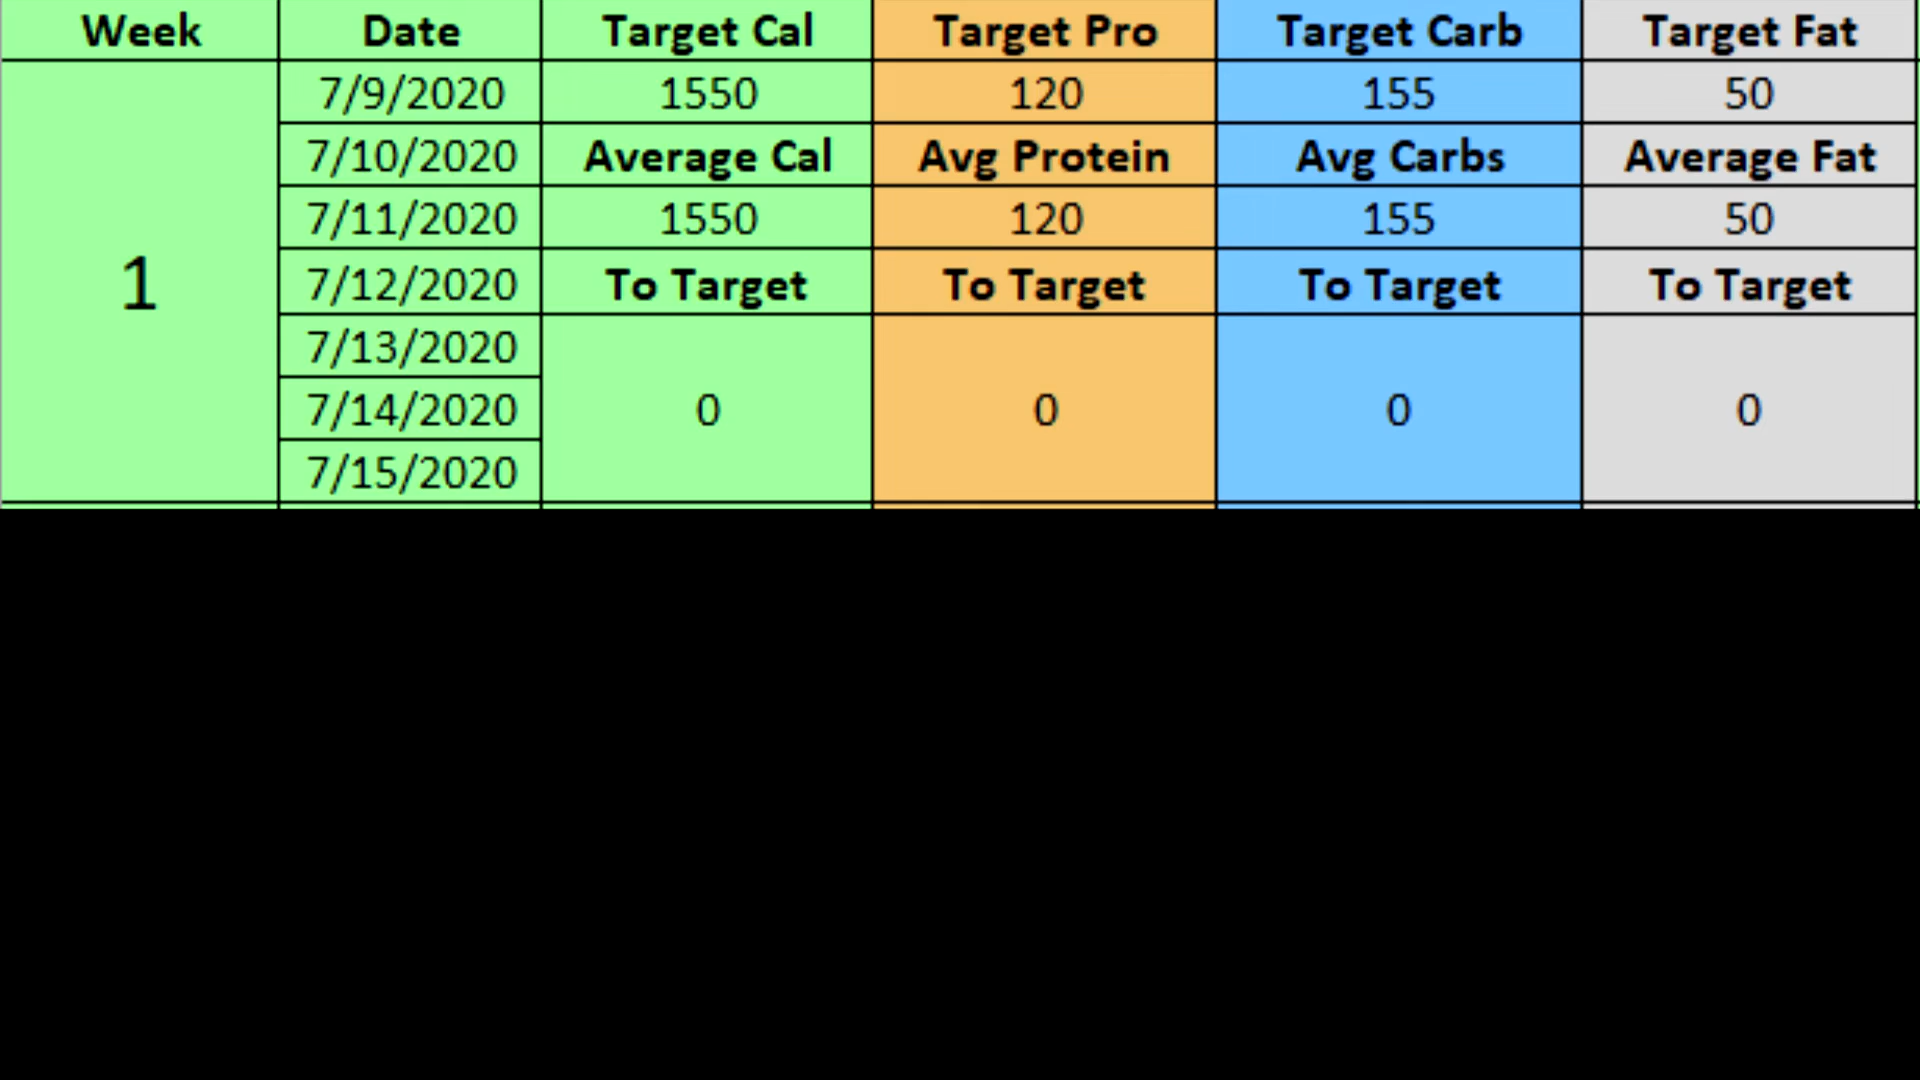 Week Date Target Cal Target Pro Target Carb Target Fat
7/9/2020 1550 120 155 50
7/10/2020 Average Cal Avg Protein Avg Carbs Average Fat
7/11/2020 1550 120 155 50
1 7/12/2020 To Target To Target To Target To Target
7/13/2020
7/14/2020 0 0 0 0
7/15/2020